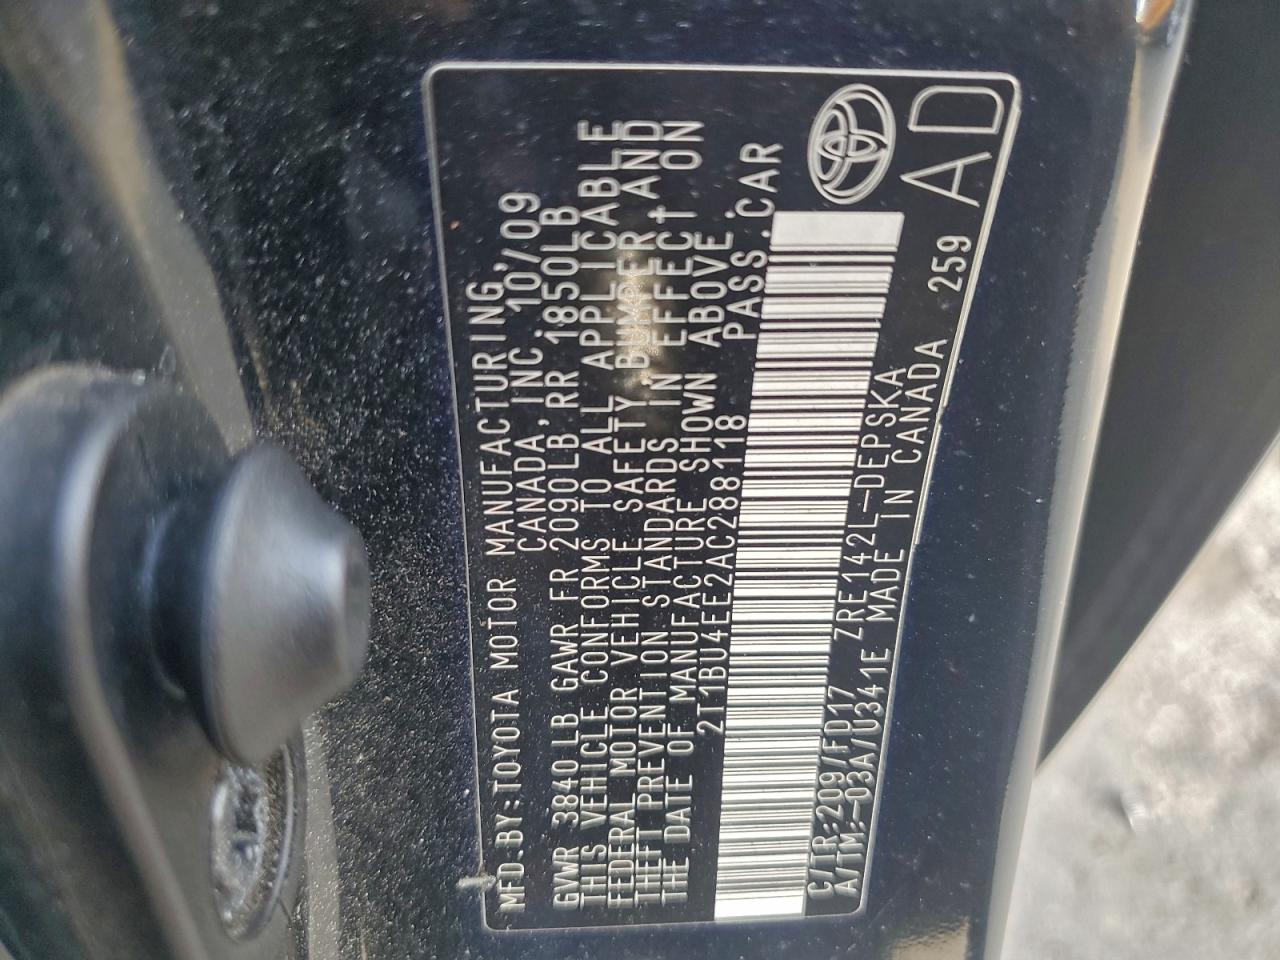 MFD.BY:TOYOTA MOTOR MANUFACTURING,
CANADA, INC. 10/09
GVWR 3840LB GAWR FR 2090LB, RR 1850LB
THIS VEHICLE CONFORMS TO ALL APPLICABLE
FEDERAL MOTOR VEHICLE SAFETY, BUMPER AND
THEFT PREVENTION STANDARDS IN EFFECT ON
THE DATE OF MANUFACTURE SHOWN ABOVE.
2T1BU4EE2AC288118 PASS.CAR
C/TR:209/FD17 ZRE142L-DEPSKA
A/TM:-03A/U341E MADE IN CANADA 259
AD